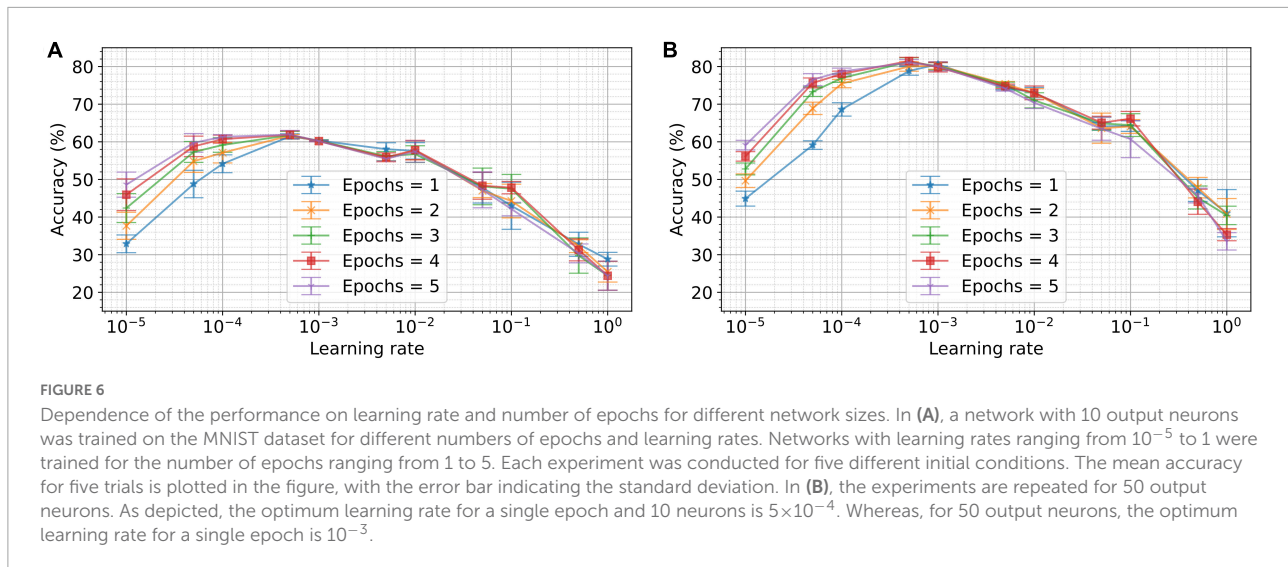 A
B
80
70
60
50
40
30
20
Accuracy (%)
Epochs = 1
Epochs = 2
Epochs = 3
Epochs = 4
Epochs = 5
10⁻⁵ 10⁻⁴ 10⁻³ 10⁻² 10⁻¹ 10⁰
Learning rate
80
70
60
50
40
30
20
Accuracy (%)
Epochs = 1
Epochs = 2
Epochs = 3
Epochs = 4
Epochs = 5
10⁻⁵ 10⁻⁴ 10⁻³ 10⁻² 10⁻¹ 10⁰
Learning rate
FIGURE 6
Dependence of the performance on learning rate and number of epochs for different network sizes. In (A), a network with 10 output neurons
was trained on the MNIST dataset for different numbers of epochs and learning rates. Networks with learning rates ranging from 10⁻⁵ to 1 were
trained for the number of epochs ranging from 1 to 5. Each experiment was conducted for five different initial conditions. The mean accuracy
for five trials is plotted in the figure, with the error bar indicating the standard deviation. In (B), the experiments are repeated for 50 output
neurons. As depicted, the optimum learning rate for a single epoch and 10 neurons is 5×10⁻⁴. Whereas, for 50 output neurons, the optimum
learning rate for a single epoch is 10⁻³.